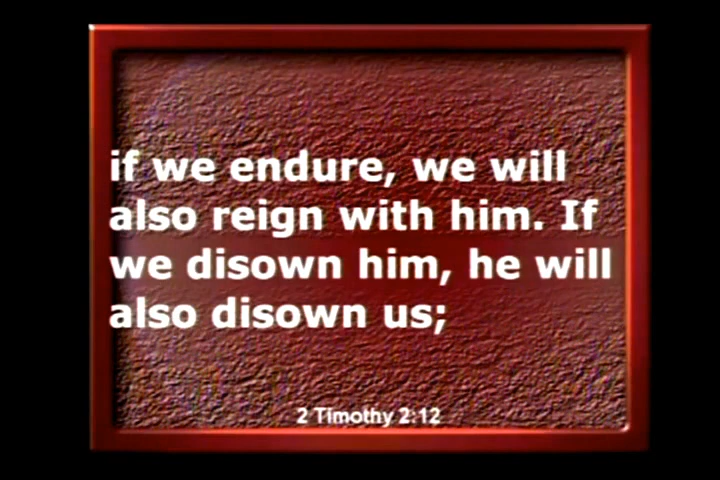 if we endure, we will
also reign with him. If
we disown him, he will
also disown us;
2 Timothy 2:12